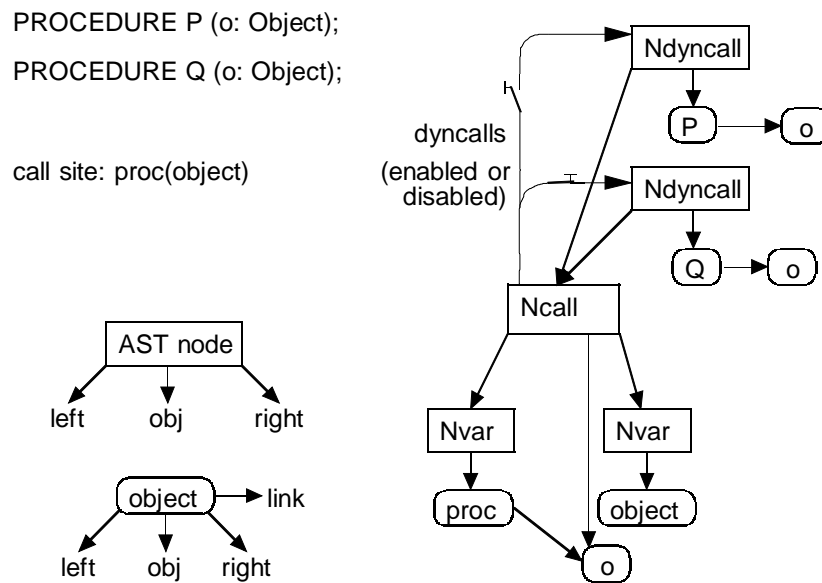 PROCEDURE P (o: Object);
PROCEDURE Q (o: Object);
call site: proc(object)
dyncalls
(enabled or
disabled)
Ndyncall
P
o
Ndyncall
Q
o
Ncall
Nvar
Nvar
proc
object
o
AST node
left
obj
right
object
link
left
obj
right